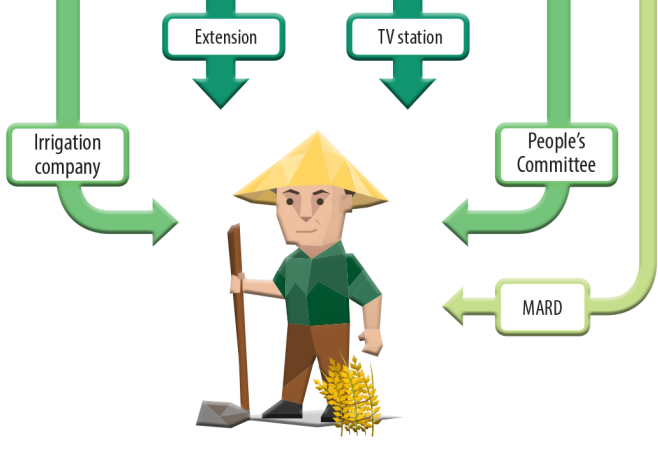 Extension
TV station
Irrigation
company
People's
Committee
MARD